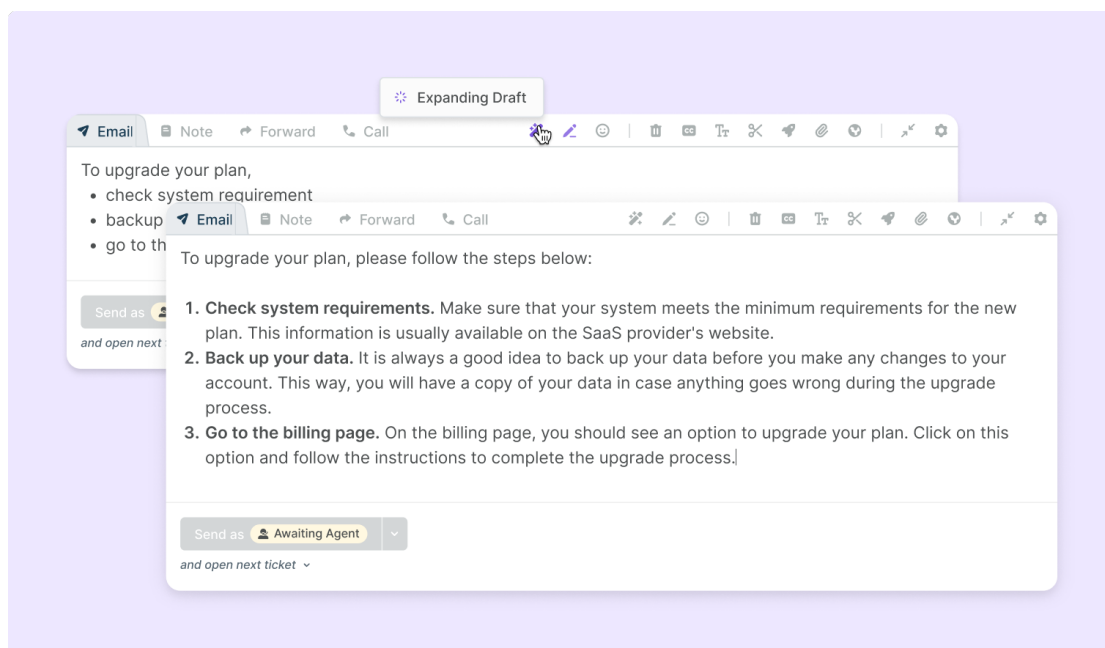 Expanding Draft
Email Note Forward Call
To upgrade your plan,
• check system requirement
• backup
• go to th
Send as
and open next
Email Note Forward Call
To upgrade your plan, please follow the steps below:
1. Check system requirements. Make sure that your system meets the minimum requirements for the new
plan. This information is usually available on the SaaS provider's website.
2. Back up your data. It is always a good idea to back up your data before you make any changes to your
account. This way, you will have a copy of your data in case anything goes wrong during the upgrade
process.
3. Go to the billing page. On the billing page, you should see an option to upgrade your plan. Click on this
option and follow the instructions to complete the upgrade process.
Send as Awaiting Agent
and open next ticket